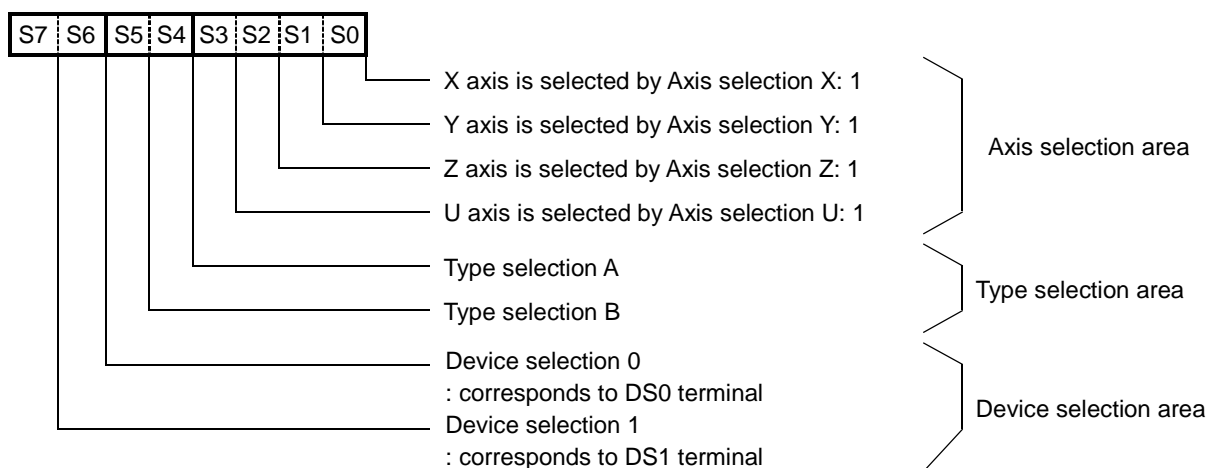 S7 S6 S5 S4 S3 S2 S1 S0
X axis is selected by Axis selection X: 1
Y axis is selected by Axis selection Y: 1
Z axis is selected by Axis selection Z: 1
U axis is selected by Axis selection U: 1
Axis selection area
Type selection A
Type selection B
Type selection area
Device selection 0
: corresponds to DS0 terminal
Device selection 1
: corresponds to DS1 terminal
Device selection area